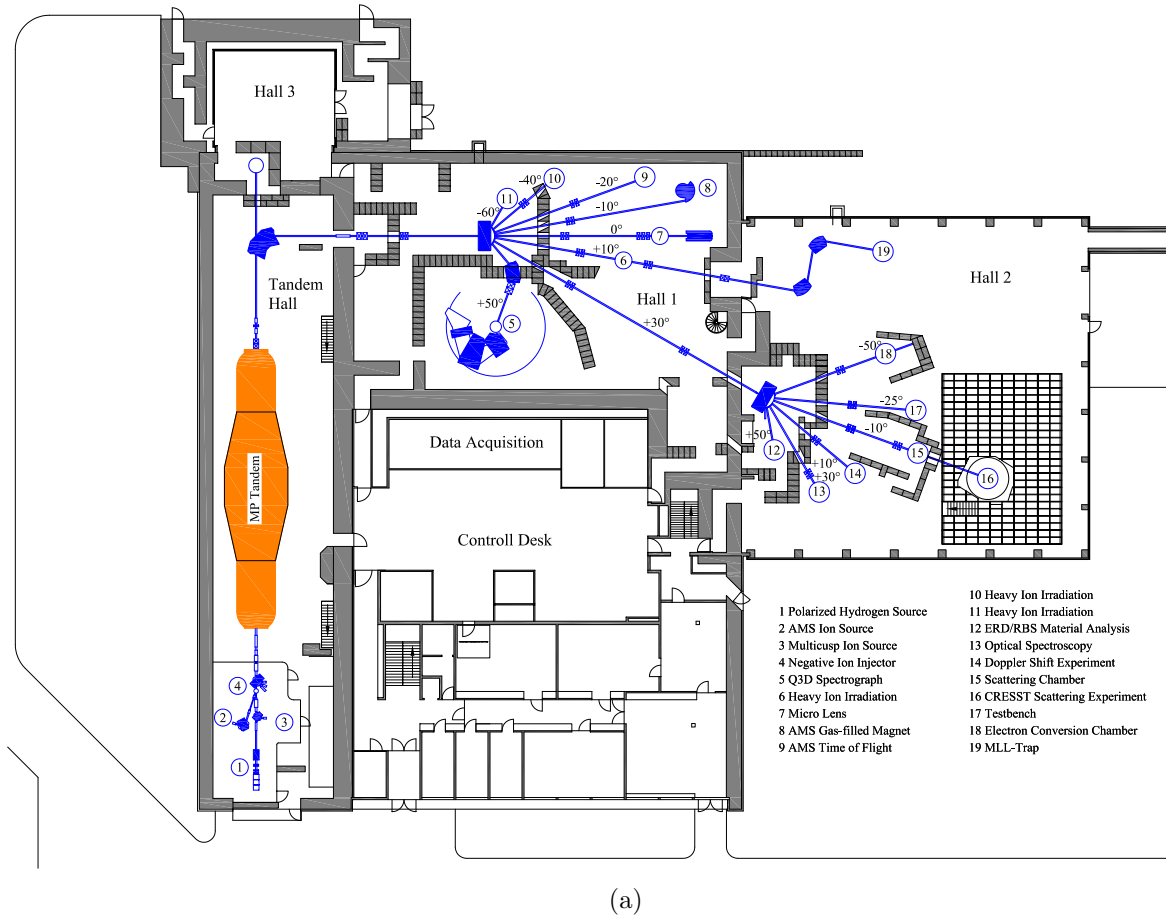 Hall 3
-40°
10
-20°
9
-10°
8
11
-60°
0°
7
+10°
6
19
Tandem
Hall
Hall 1
Hall 2
+50°
5
+30°
-50°
18
-25°
17
-10°
15
16
+50°
12
+10°
14
+30°
13
MP Tandem
Data Acquisition
Controll Desk
4
2
3
1
1 Polarized Hydrogen Source
2 AMS Ion Source
3 Multicusp Ion Source
4 Negative Ion Injector
5 Q3D Spectrograph
6 Heavy Ion Irradiation
7 Micro Lens
8 AMS Gas-filled Magnet
9 AMS Time of Flight
10 Heavy Ion Irradiation
11 Heavy Ion Irradiation
12 ERD/RBS Material Analysis
13 Optical Spectroscopy
14 Doppler Shift Experiment
15 Scattering Chamber
16 CRESST Scattering Experiment
17 Testbench
18 Electron Conversion Chamber
19 MLL-Trap
(a)